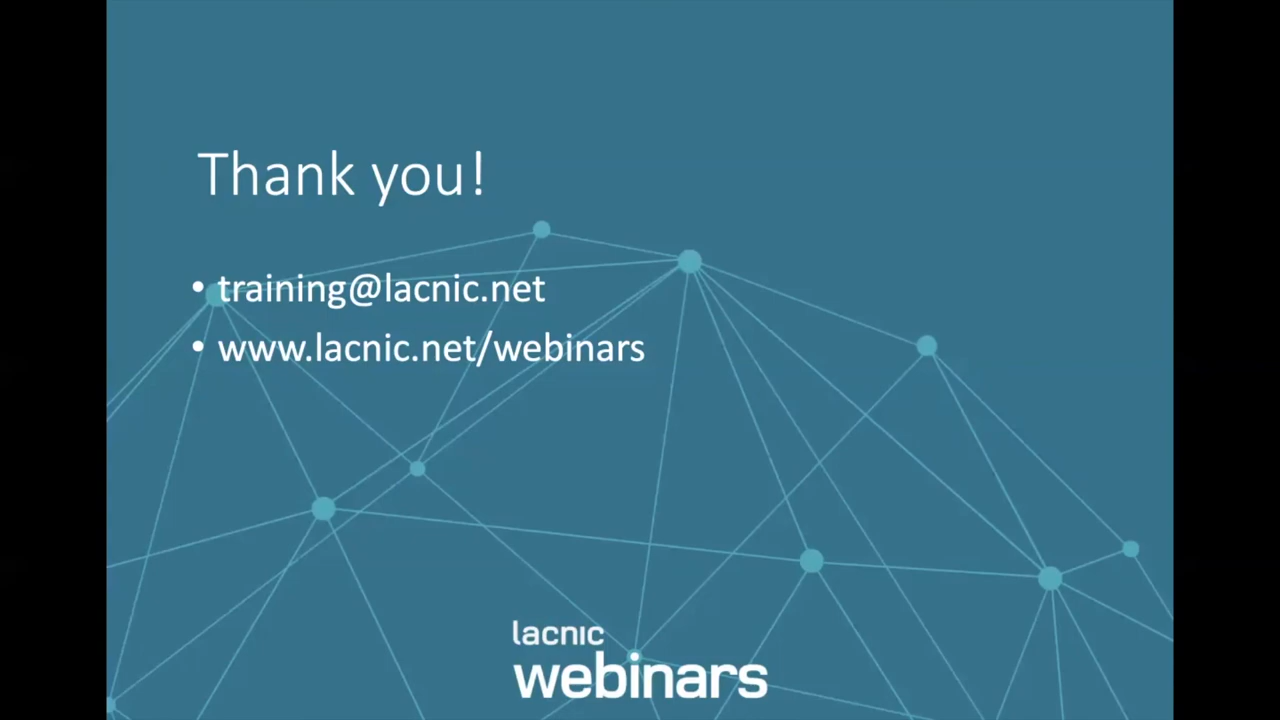 Thank you!
• training@lacnic.net
• www.lacnic.net/webinars
lacnic
webinars